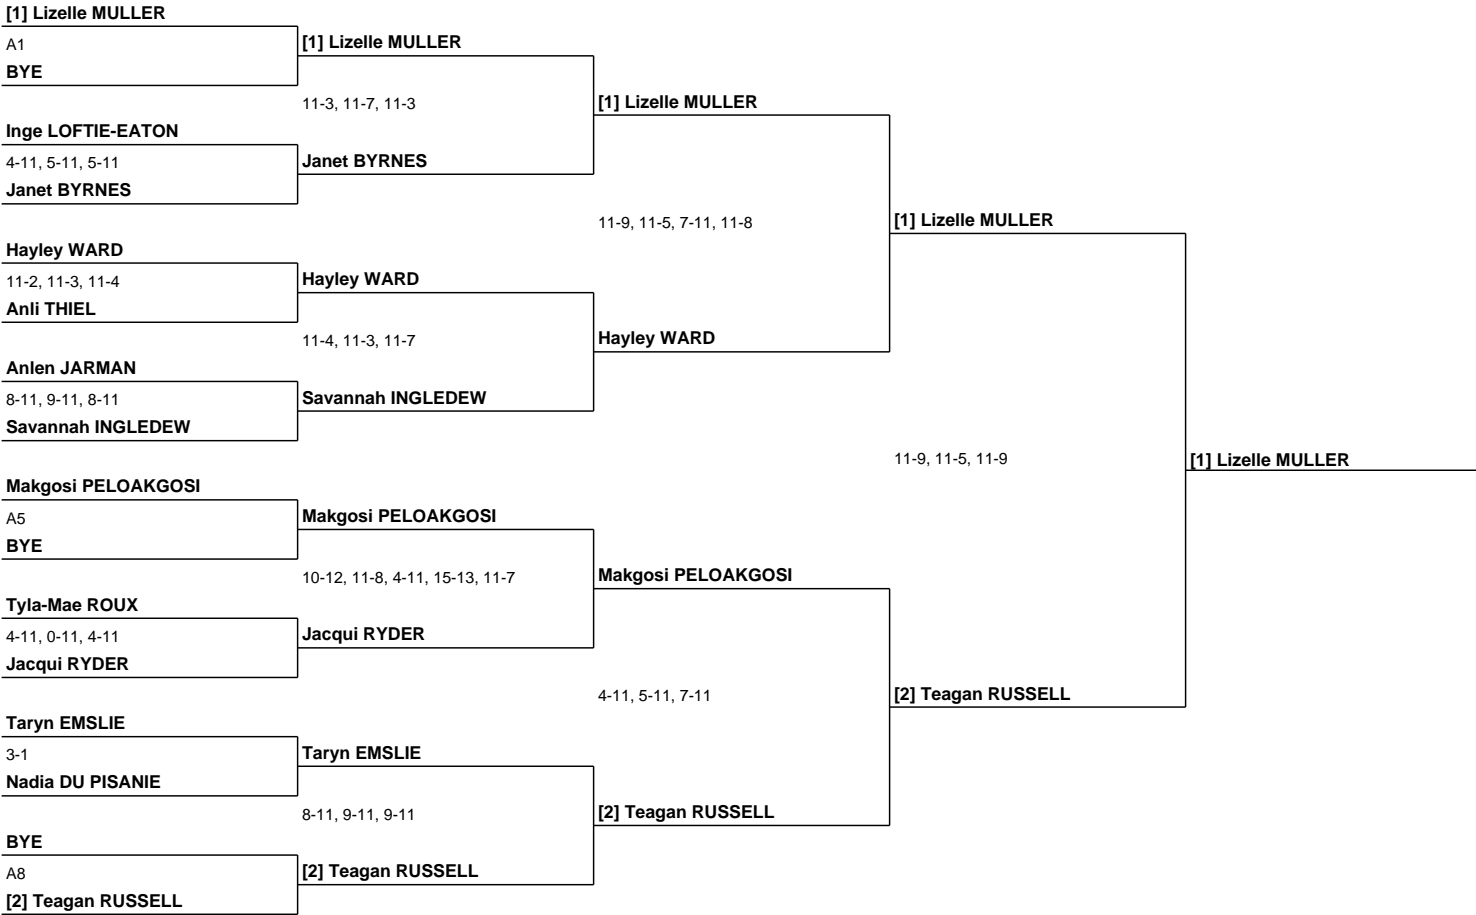 [1] Lizelle MULLER
A1
BYE
[1] Lizelle MULLER
11-3, 11-7, 11-3
Inge LOFTIE-EATON
4-11, 5-11, 5-11
Janet BYRNES
Janet BYRNES
[1] Lizelle MULLER
11-9, 11-5, 7-11, 11-8
Hayley WARD
11-2, 11-3, 11-4
Anli THIEL
Hayley WARD
11-4, 11-3, 11-7
Anlen JARMAN
8-11, 9-11, 8-11
Savannah INGLEDEW
Savannah INGLEDEW
Hayley WARD
[1] Lizelle MULLER
11-9, 11-5, 11-9
[1] Lizelle MULLER
Makgosi PELOAKGOSI
A5
BYE
Makgosi PELOAKGOSI
10-12, 11-8, 4-11, 15-13, 11-7
Tyla-Mae ROUX
4-11, 0-11, 4-11
Jacqui RYDER
Jacqui RYDER
Makgosi PELOAKGOSI
4-11, 5-11, 7-11
[2] Teagan RUSSELL
Taryn EMSLIE
3-1
Nadia DU PISANIE
Taryn EMSLIE
8-11, 9-11, 9-11
BYE
A8
[2] Teagan RUSSELL
[2] Teagan RUSSELL
[2] Teagan RUSSELL